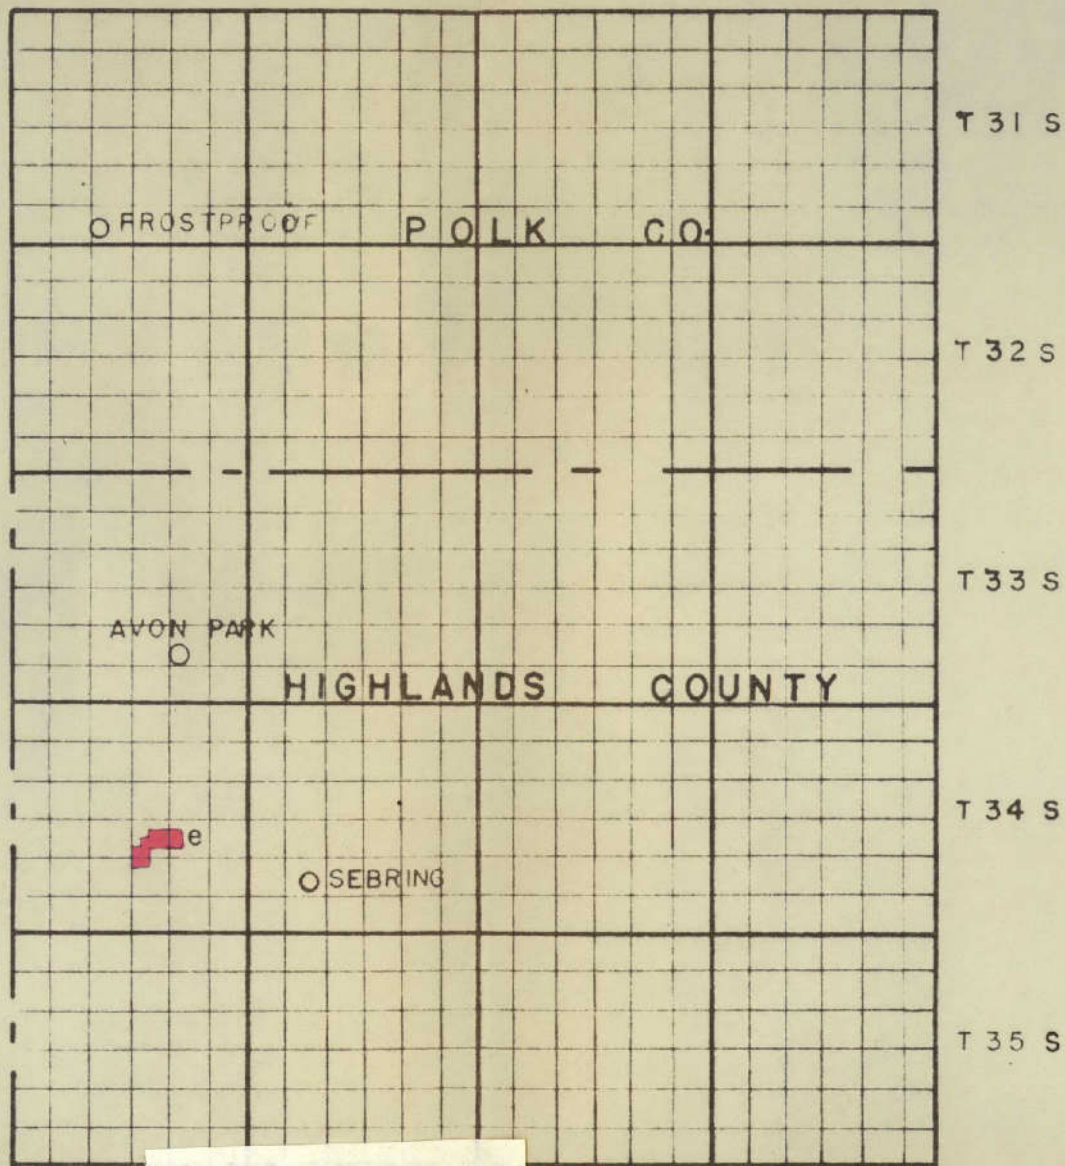 T 31 S
FROSTPROOF
POLK CO.
T 32 S
T 33 S
AVON PARK
HIGHLANDS COUNTY
T 34 S
e
SEBRING
T 35 S